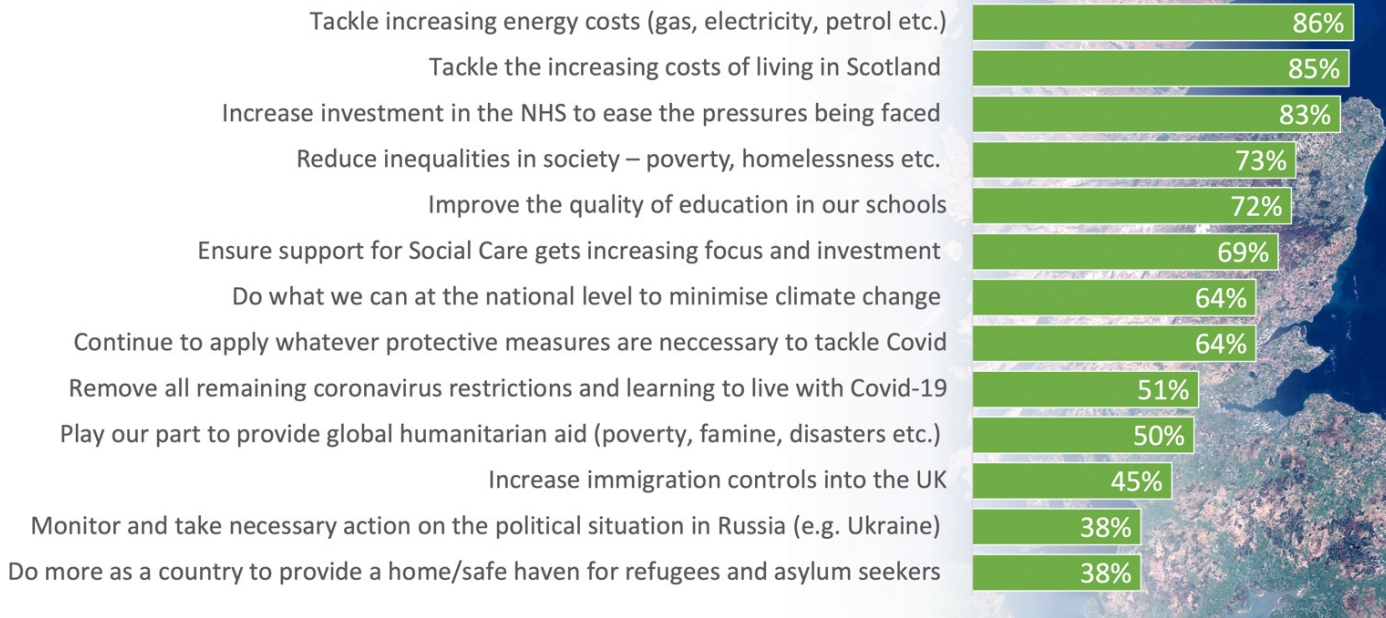 Tackle increasing energy costs (gas, electricity, petrol etc.) 86%
Tackle the increasing costs of living in Scotland 85%
Increase investment in the NHS to ease the pressures being faced 83%
Reduce inequalities in society – poverty, homelessness etc. 73%
Improve the quality of education in our schools 72%
Ensure support for Social Care gets increasing focus and investment 69%
Do what we can at the national level to minimise climate change 64%
Continue to apply whatever protective measures are neccessary to tackle Covid 64%
Remove all remaining coronavirus restrictions and learning to live with Covid-19 51%
Play our part to provide global humanitarian aid (poverty, famine, disasters etc.) 50%
Increase immigration controls into the UK 45%
Monitor and take necessary action on the political situation in Russia (e.g. Ukraine) 38%
Do more as a country to provide a home/safe haven for refugees and asylum seekers 38%